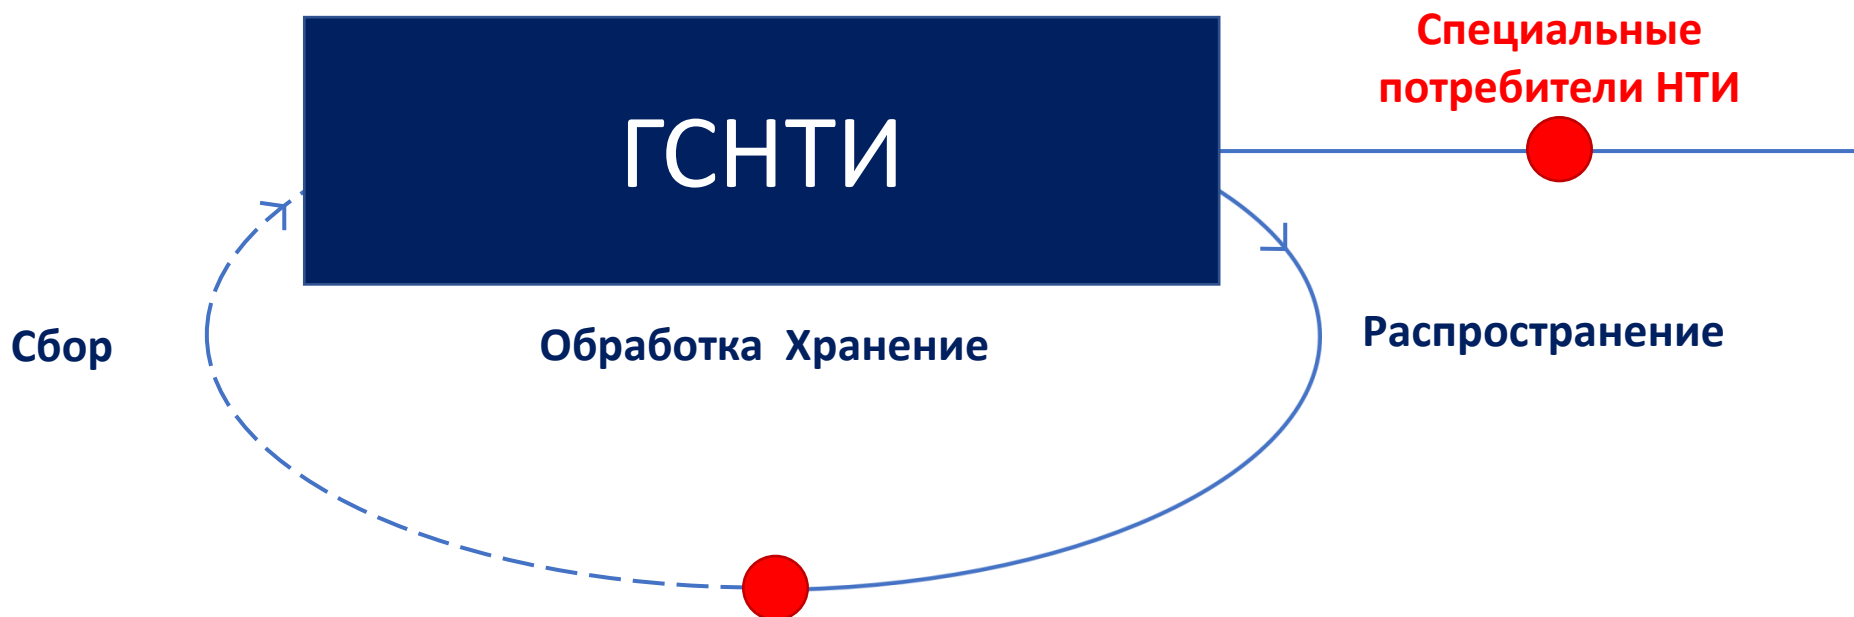 Специальные
потребители НТИ
ГСНТИ
Сбор
Обработка Хранение
Распространение